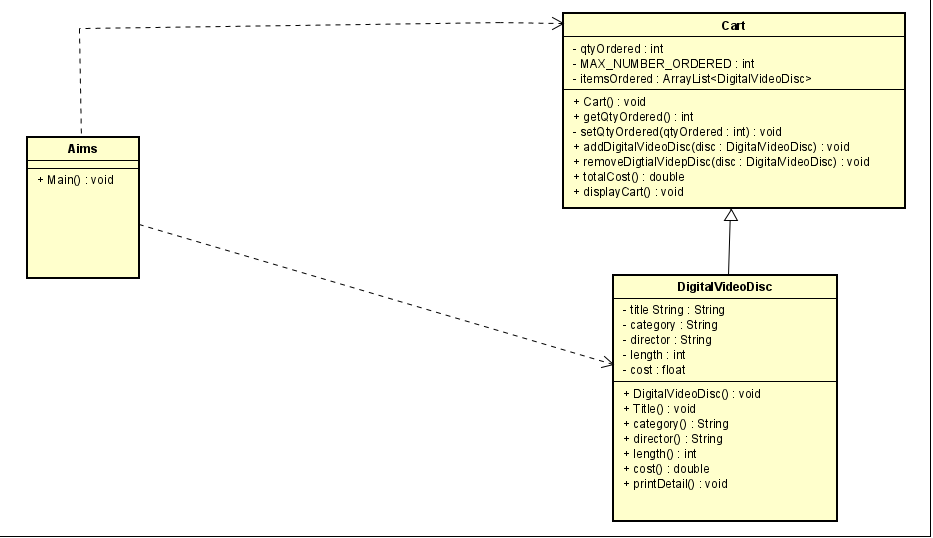 Cart
- qtyOrdered : int
- MAX_NUMBER_ORDERED : int
- itemsOrdered : ArrayList<DigitalVideoDisc>
+ Cart() : void
+ getQtyOrdered() : int
- setQtyOrdered(qtyOrdered : int) : void
+ addDigitalVideoDisc(disc : DigitalVideoDisc) : void
+ removeDigtialVidepDisc(disc : DigitalVideoDisc) : void
+ totalCost() : double
+ displayCart() : void
Aims
+ Main() : void
DigitalVideoDisc
- title String : String
- category : String
- director : String
- length : int
- cost : float
+ DigitalVideoDisc() : void
+ Title() : void
+ category() : String
+ director() : String
+ length() : int
+ cost() : double
+ printDetail() : void